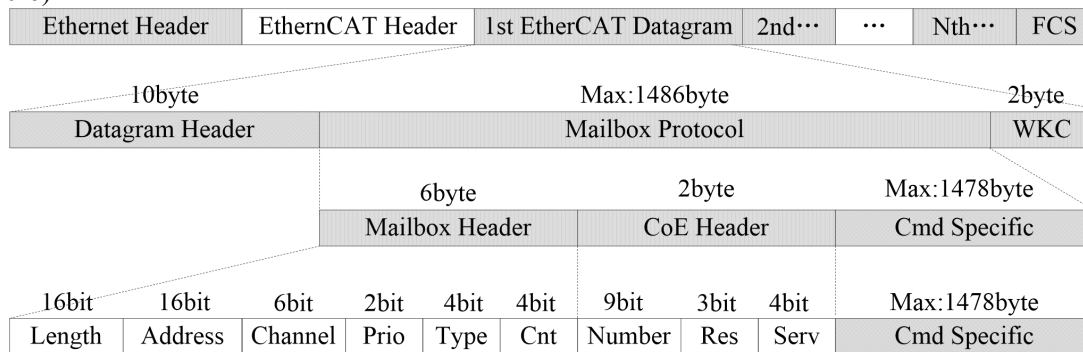 Ethernet Header EthernCAT Header 1st EtherCAT Datagram 2nd··· ··· Nth··· FCS
10byte Max:1486byte 2byte
Datagram Header Mailbox Protocol WKC
6byte 2byte Max:1478byte
Mailbox Header CoE Header Cmd Specific
16bit 16bit 6bit 2bit 4bit 4bit 9bit 3bit 4bit Max:1478byte
Length Address Channel Prio Type Cnt Number Res Serv Cmd Specific